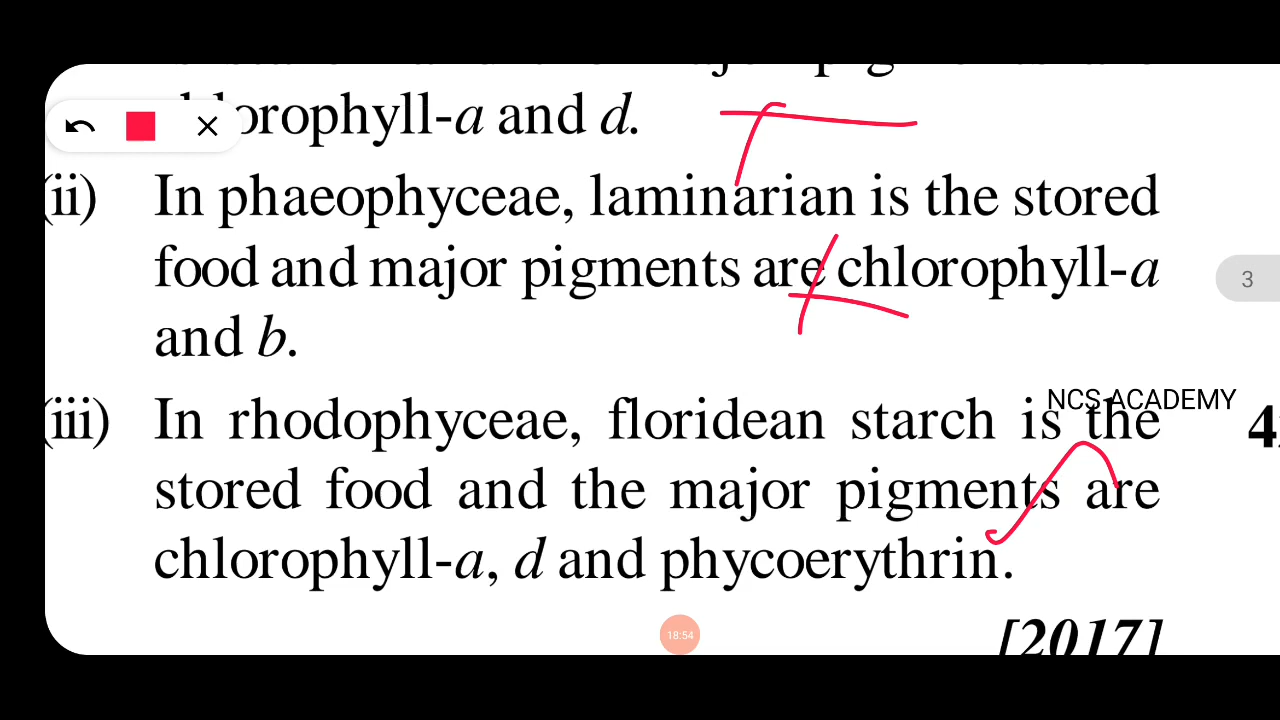 chlorophyll-a and d.
(ii) In phaeophyceae, laminarian is the stored
food and major pigments are chlorophyll-a
and b.
3
NCS ACADEMY
(iii) In rhodophyceae, floridean starch is the
stored food and the major pigments are
chlorophyll-a, d and phycoerythrin.
18:54
[2017]